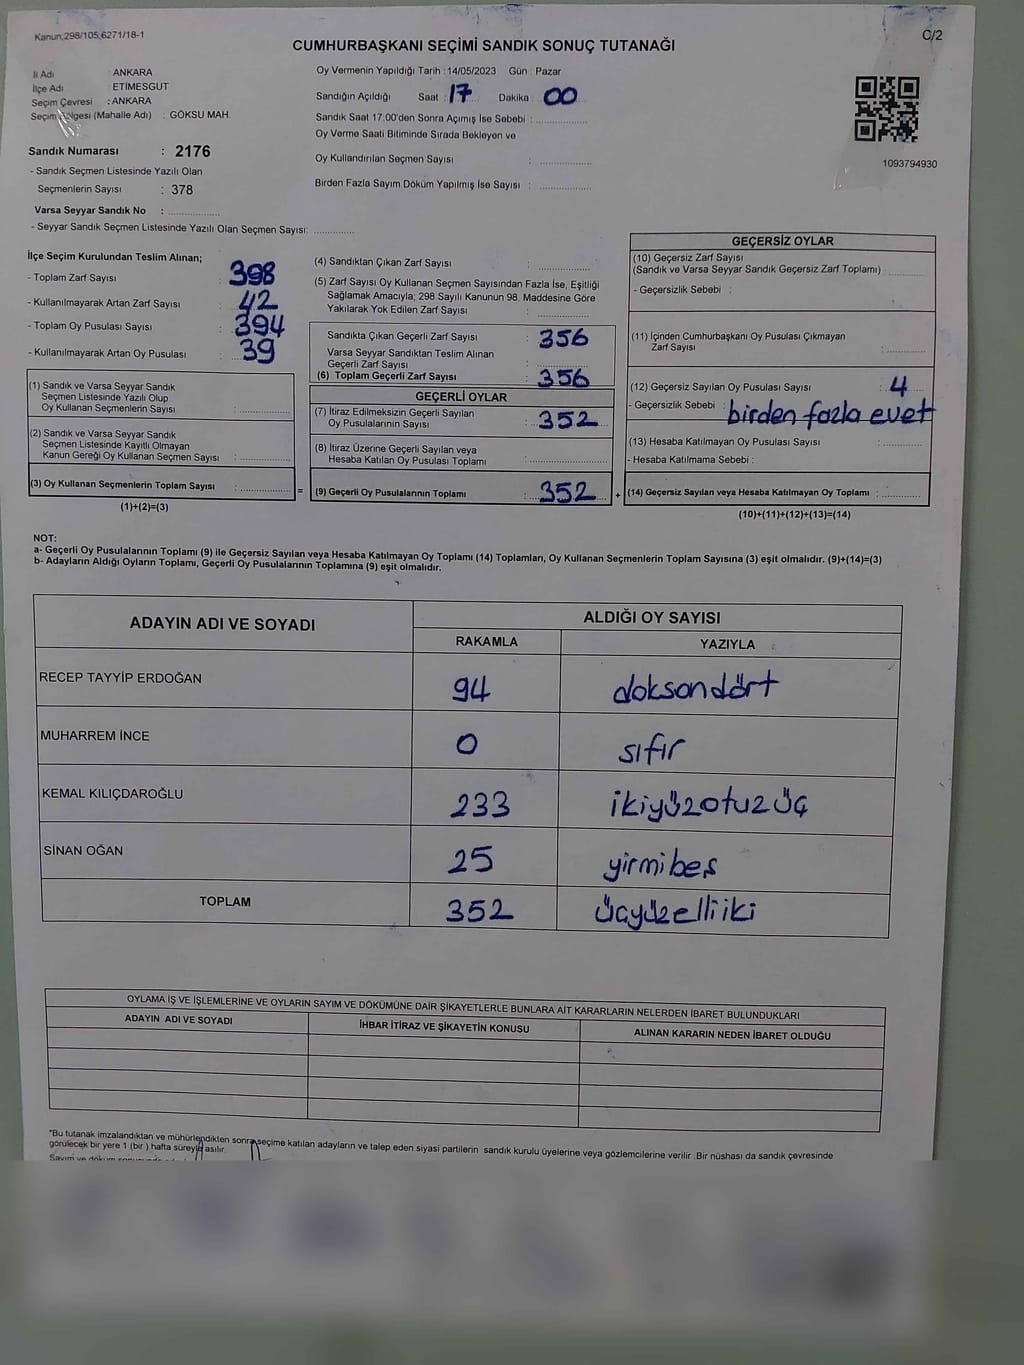 Kanun,298/105,6271/18-1
C/2
CUMHURBAŞKANI SEÇİMİ SANDIK SONUÇ TUTANAĞI
İl Adı : ANKARA
İlçe Adı : ETİMESGUT
Seçim Çevresi : ANKARA
Seçim Bölgesi (Mahalle Adı) : GÖKSU MAH.
Sandık Numarası : 2176
- Sandık Seçmen Listesinde Yazılı Olan
Seçmenlerin Sayısı : 378
Varsa Seyyar Sandık No :
- Seyyar Sandık Seçmen Listesinde Yazılı Olan Seçmen Sayısı:
Oy Vermenin Yapıldığı Tarih : 14/05/2023 Gün : Pazar
Sandığın Açıldığı Saat : 17 Dakika : 00
Sandık Saat 17:00'den Sonra Açımış İse Sebebi :
Oy Verme Saati Bitiminde Sırada Bekleyen ve
Oy Kullandırılan Seçmen Sayısı :
Birden Fazla Sayım Döküm Yapılmış İse Sayısı :
1093794930
İlçe Seçim Kurulundan Teslim Alınan;
- Toplam Zarf Sayısı : 398
- Kullanılmayarak Artan Zarf Sayısı : 42
- Toplam Oy Pusulası Sayısı : 394
- Kullanılmayarak Artan Oy Pusulası : 39
(1) Sandık ve Varsa Seyyar Sandık
Seçmen Listesinde Yazılı Olup
Oy Kullanan Seçmenlerin Sayısı :
(2) Sandık ve Varsa Seyyar Sandık
Seçmen Listesinde Kayıtlı Olmayan
Kanun Gereği Oy Kullanan Seçmen Sayısı :
(3) Oy Kullanan Seçmenlerin Toplam Sayısı : =
(1)+(2)=(3)
(4) Sandıktan Çıkan Zarf Sayısı :
(5) Zarf Sayısı Oy Kullanan Seçmen Sayısından Fazla İse, Eşitliği
Sağlamak Amacıyla; 298 Sayılı Kanunun 98. Maddesine Göre
Yakılarak Yok Edilen Zarf Sayısı :
Sandıkta Çıkan Geçerli Zarf Sayısı : 356
Varsa Seyyar Sandıktan Teslim Alınan
Geçerli Zarf Sayısı :
(6) Toplam Geçerli Zarf Sayısı : 356
GEÇERLİ OYLAR
(7) İtiraz Edilmeksizin Geçerli Sayılan
Oy Pusulalarının Sayısı : 352
(8) İtiraz Üzerine Geçerli Sayılan veya
Hesaba Katılan Oy Pusulası Toplamı :
(9) Geçerli Oy Pusulalarının Toplamı : 352 +
GEÇERSİZ OYLAR
(10) Geçersiz Zarf Sayısı
(Sandık ve Varsa Seyyar Sandık Geçersiz Zarf Toplamı) :
- Geçersizlik Sebebi :
(11) İçinden Cumhurbaşkanı Oy Pusulası Çıkmayan
Zarf Sayısı :
(12) Geçersiz Sayılan Oy Pusulası Sayısı : 4
- Geçersizlik Sebebi : birden fazla evet
(13) Hesaba Katılmayan Oy Pusulası Sayısı :
- Hesaba Katılmama Sebebi :
(14) Geçersiz Sayılan veya Hesaba Katılmayan Oy Toplamı :
(10)+(11)+(12)+(13)=(14)
NOT:
a- Geçerli Oy Pusulalarının Toplamı (9) ile Geçersiz Sayılan veya Hesaba Katılmayan Oy Toplamı (14) Toplamları, Oy Kullanan Seçmenlerin Toplam Sayısına (3) eşit olmalıdır. (9)+(14)=(3)
b- Adayların Aldığı Oyların Toplamı, Geçerli Oy Pusulalarının Toplamına (9) eşit olmalıdır.
ADAYIN ADI VE SOYADI
ALDIĞI OY SAYISI
RAKAMLA YAZIYLA
RECEP TAYYİP ERDOĞAN 94 doksandört
MUHARREM İNCE 0 sıfır
KEMAL KILIÇDAROĞLU 233 ikiyüzotuzüç
SİNAN OĞAN 25 yirmibeş
TOPLAM 352 üçyüzelliiki
OYLAMA İŞ VE İŞLEMLERİNE VE OYLARIN SAYIM VE DÖKÜMÜNE DAİR ŞİKAYETLERLE BUNLARA AİT KARARLARIN NELERDEN İBARET BULUNDUKLARI
ADAYIN ADI VE SOYADI İHBAR İTİRAZ VE ŞİKAYETİN KONUSU ALINAN KARARIN NEDEN İBARET OLDUĞU
*Bu tutanak imzalandıktan ve mühürlendikten sonra seçime katılan adayların ve talep eden siyasi partilerin sandık kurulu üyelerine veya gözlemcilerine verilir. Bir nüshası da sandık çevresinde
görülecek bir yere 1 (bir) hafta süreyle asılır.
Sayım ve döküm